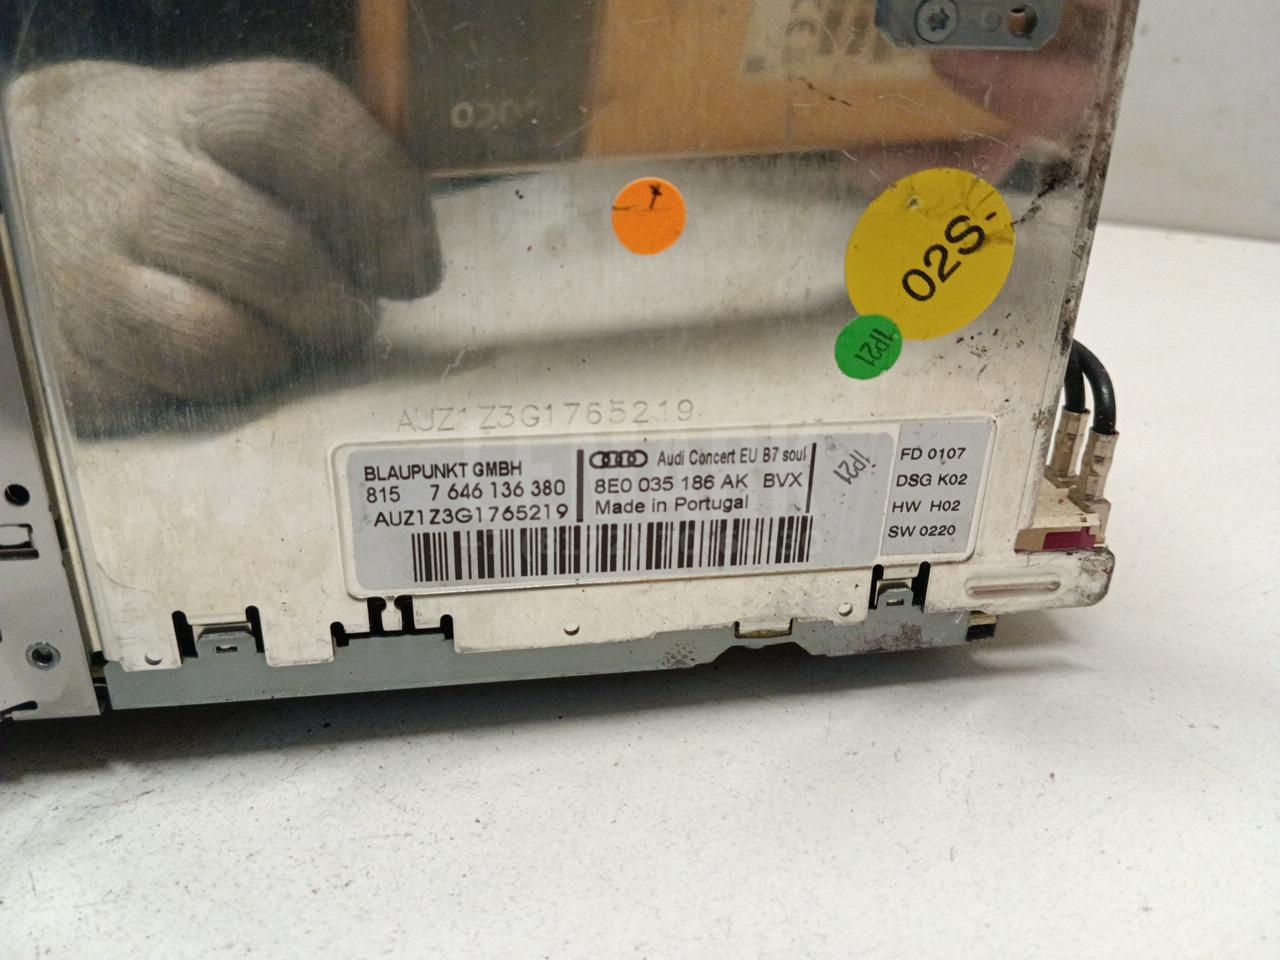 02S-
1P21
AUZ1Z3G1765219
BLAUPUNKT GMBH
815 7 646 136 380
AUZ1Z3G1765219
Audi Concert EU B7 soul
8E0 035 186 AK BVX
Made in Portugal
1P21
FD 0107
DSG K02
HW H02
SW 0220